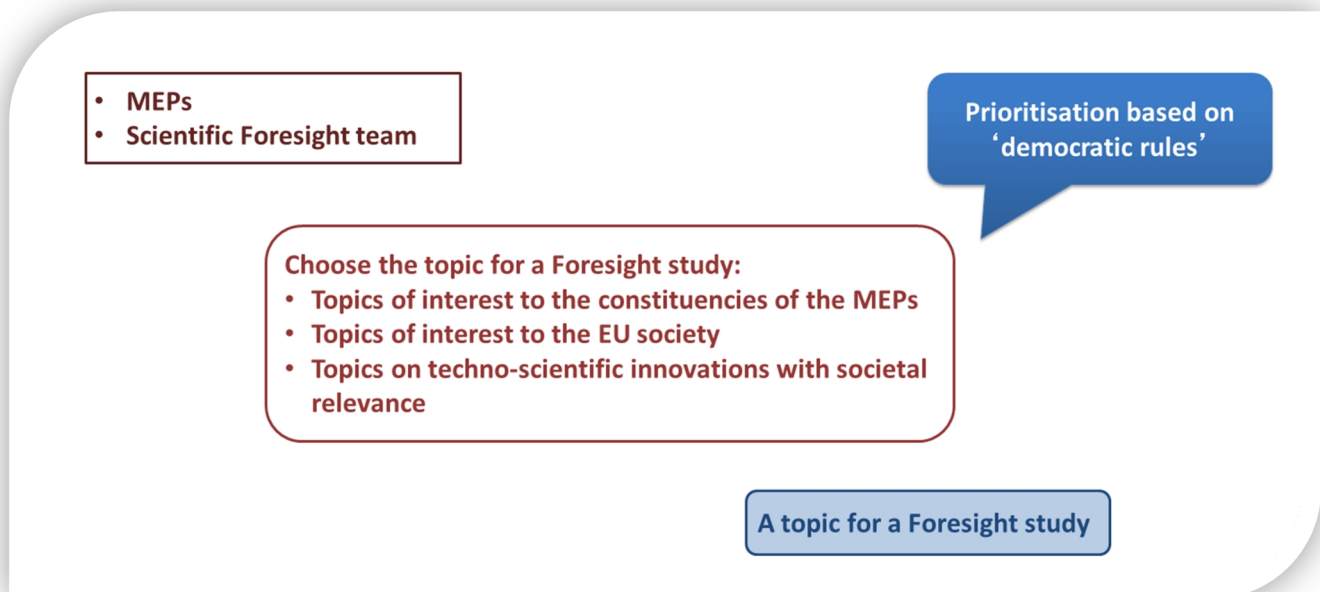 • MEPs
• Scientific Foresight team
Prioritisation based on
‘democratic rules’
Choose the topic for a Foresight study:
• Topics of interest to the constituencies of the MEPs
• Topics of interest to the EU society
• Topics on techno-scientific innovations with societal
relevance
A topic for a Foresight study